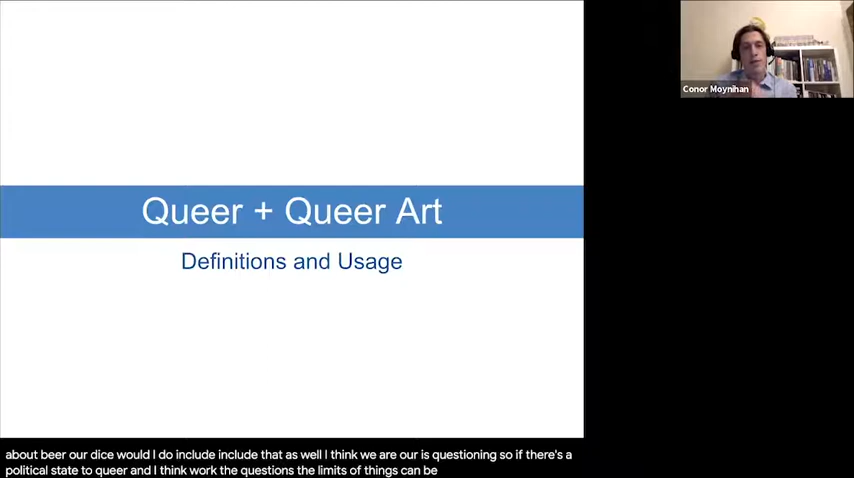 Conor Moynihan
Queer + Queer Art
Definitions and Usage
about beer our dice would I do include include that as well I think we are our is questioning so if there's a
political state to queer and I think work the questions the limits of things can be